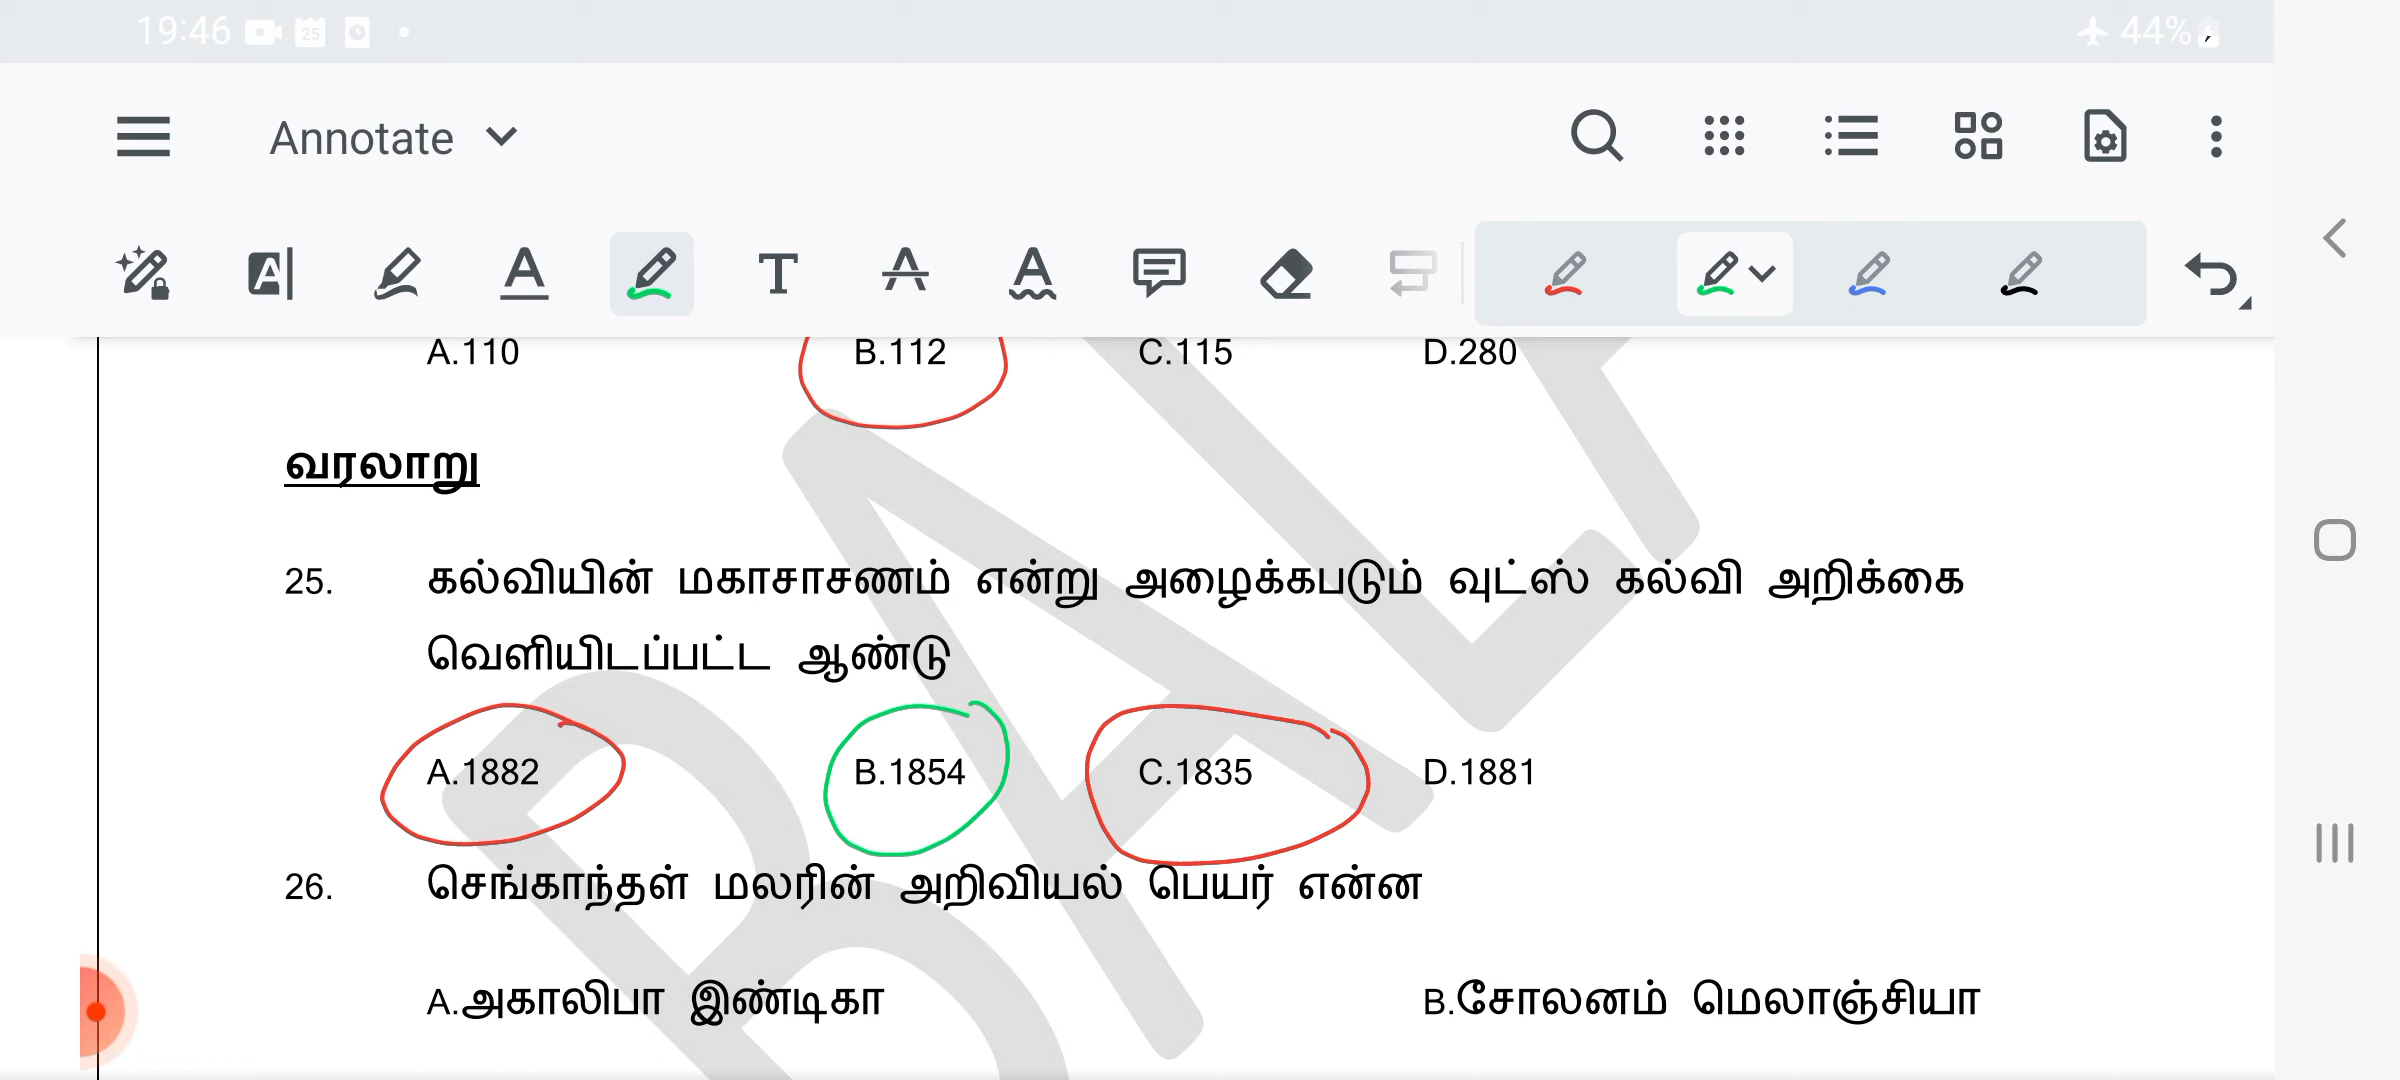 19:46 25 44%
Annotate
A T A A
A.110 B.112 C.115 D.280
வரலாறு
25. கல்வியின் மகாசாசணம் என்று அழைக்கபடும் வுட்ஸ் கல்வி அறிக்கை
வெளியிடப்பட்ட ஆண்டு
A.1882 B.1854 C.1835 D.1881
26. செங்காந்தள் மலரின் அறிவியல் பெயர் என்ன
A.அகாலிபா இண்டிகா B.சோலனம் மெலாஞ்சியா